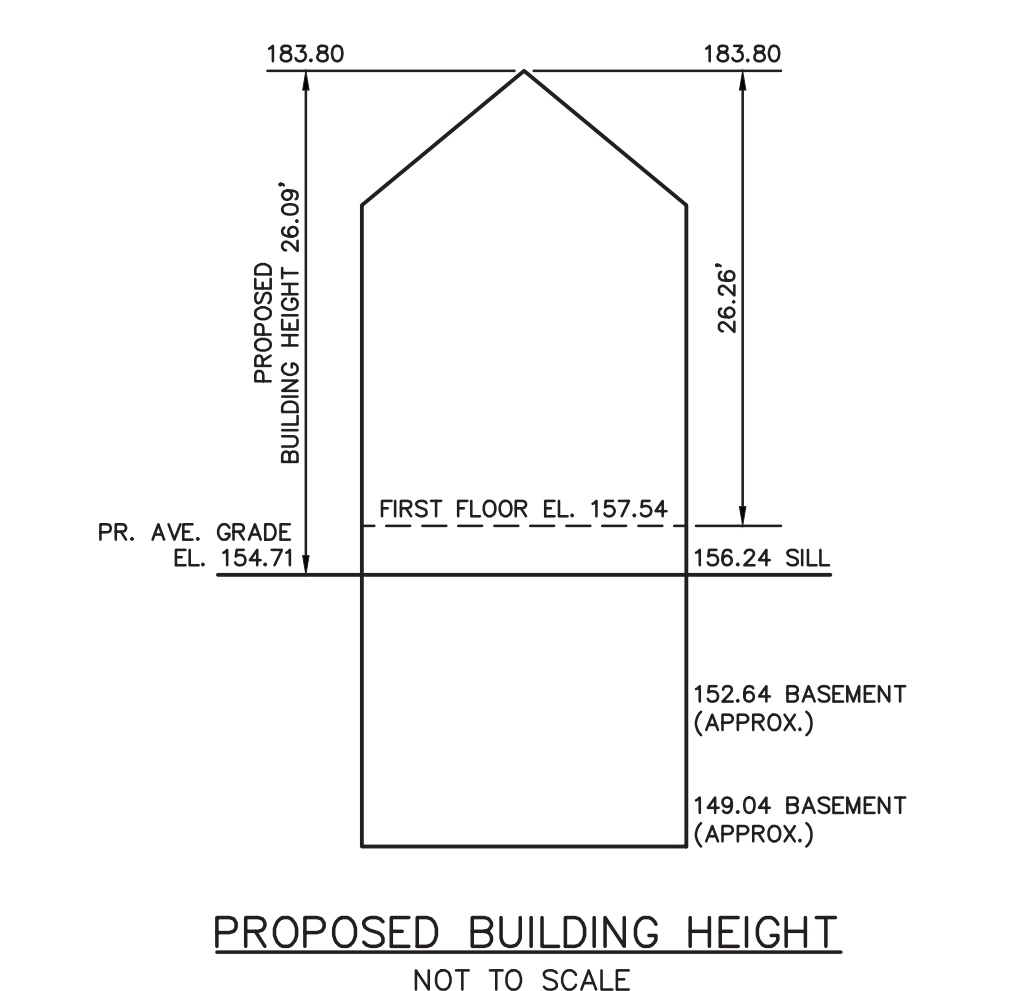 183.80
183.80
PROPOSED
BUILDING HEIGHT 26.09'
26.26'
FIRST FLOOR EL. 157.54
PR. AVE. GRADE
EL. 154.71
156.24 SILL
152.64 BASEMENT
(APPROX.)
149.04 BASEMENT
(APPROX.)
PROPOSED BUILDING HEIGHT
NOT TO SCALE